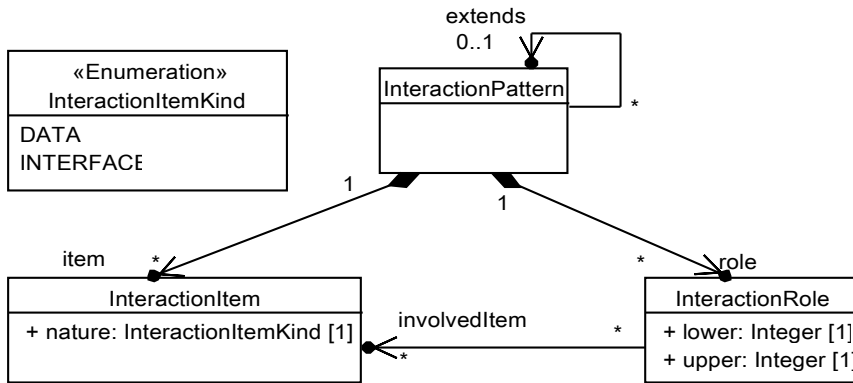 extends
0..1
«Enumeration»
InteractionItemKind
DATA
INTERFACE
InteractionPattern
*
1
1
item
*
*
role
InteractionItem
+ nature: InteractionItemKind [1]
involvedItem
*
*
InteractionRole
+ lower: Integer [1]
+ upper: Integer [1]